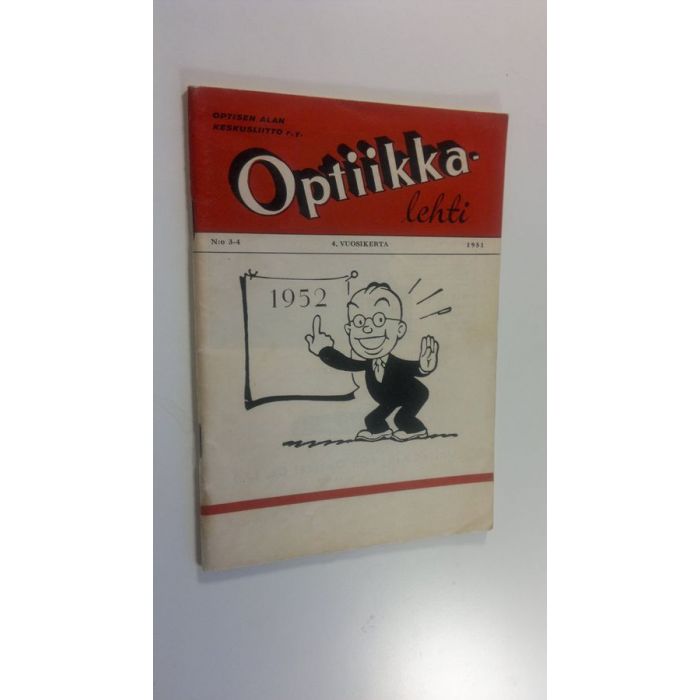 OPTISEN ALAN
KESKUSLIITTO r.y.
Optiikka-
lehti
N:o 3-4 4. VUOSIKERTA 1951
1952